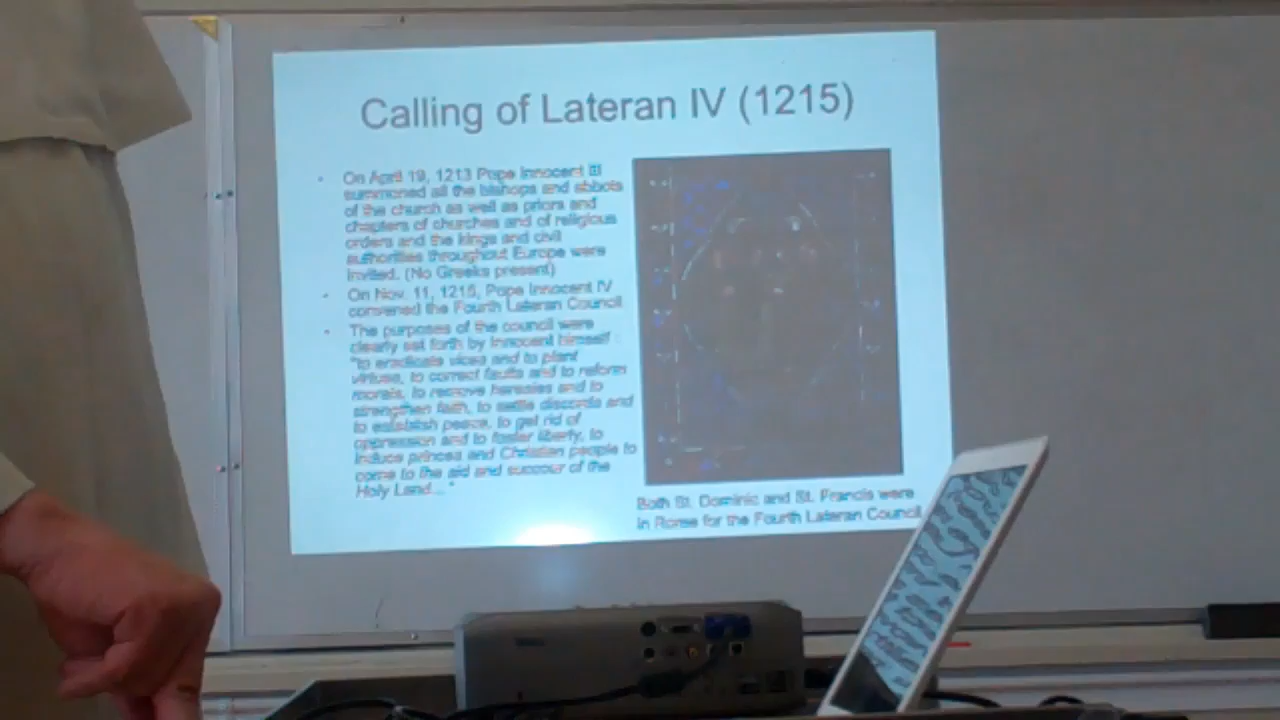 Calling of Lateran IV (1215)
On April 19, 1213 Pope Innocent III
summoned all the bishops and abbots
of the church as well as priors and
chapters of churches and of religious
orders and the kings and civil
authorities throughout Europe were
invited. (No Greeks present)
On Nov. 11, 1215, Pope Innocent IV
convened the Fourth Lateran Council
The purposes of the council were
clearly set forth by Innocent himself :
"to eradicate vices and to plant
virtues, to correct faults and to reform
morals, to remove heresies and to
strengthen faith, to settle discords and
to establish peace, to get rid of
oppression and to foster liberty, to
induce princes and Christian people to
come to the aid and succour of the
Holy Land..."
Both St. Dominic and St. Francis were
in Rome for the Fourth Lateran Council